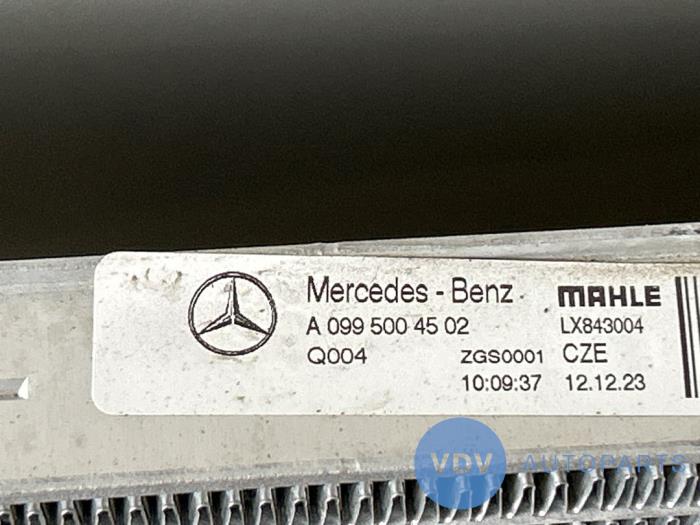 Mercedes - Benz MAHLE
A 099 500 45 02 LX843004
Q004 ZGS0001 CZE
10:09:37 12.12.23
VDV AUTOPARTS